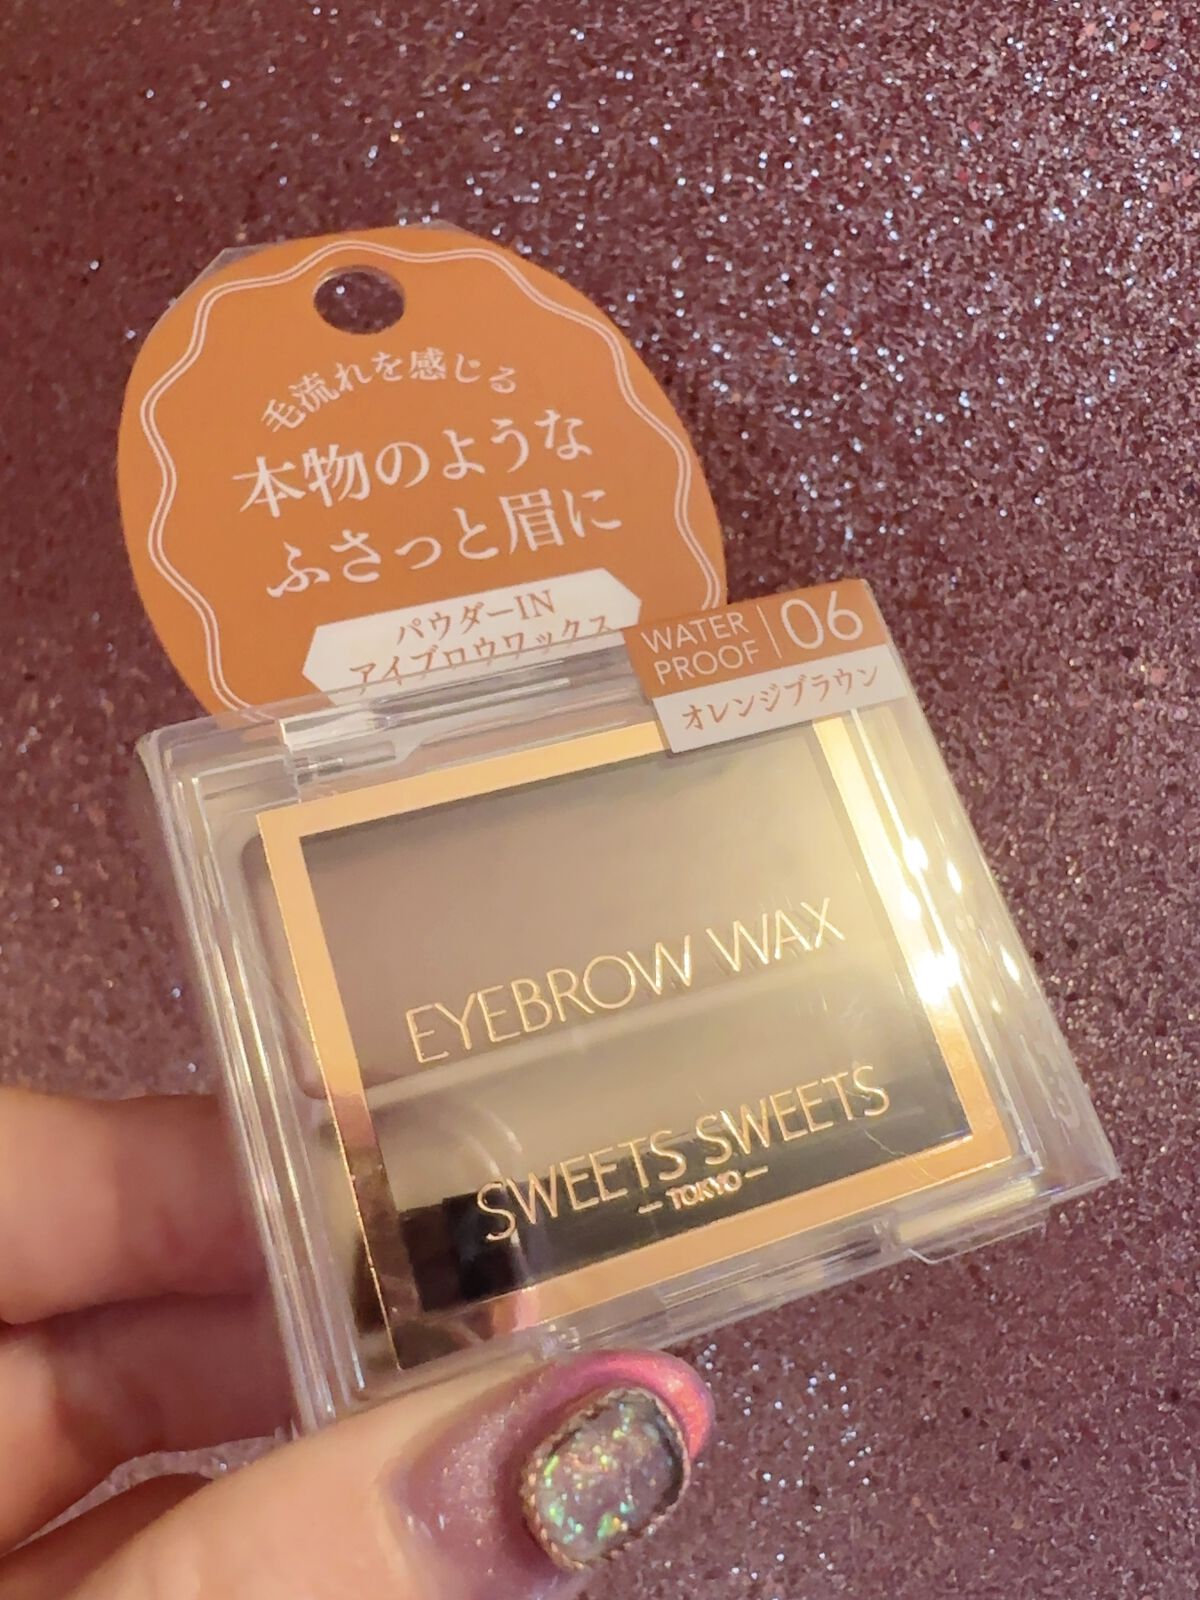 毛流れを感じる
本物のような
ふさっと眉に
パウダーIN
アイブロウワックス
WATER
PROOF
06
オレンジブラウン
EYEBROW WAX
SWEETS SWEETS
TOKYO